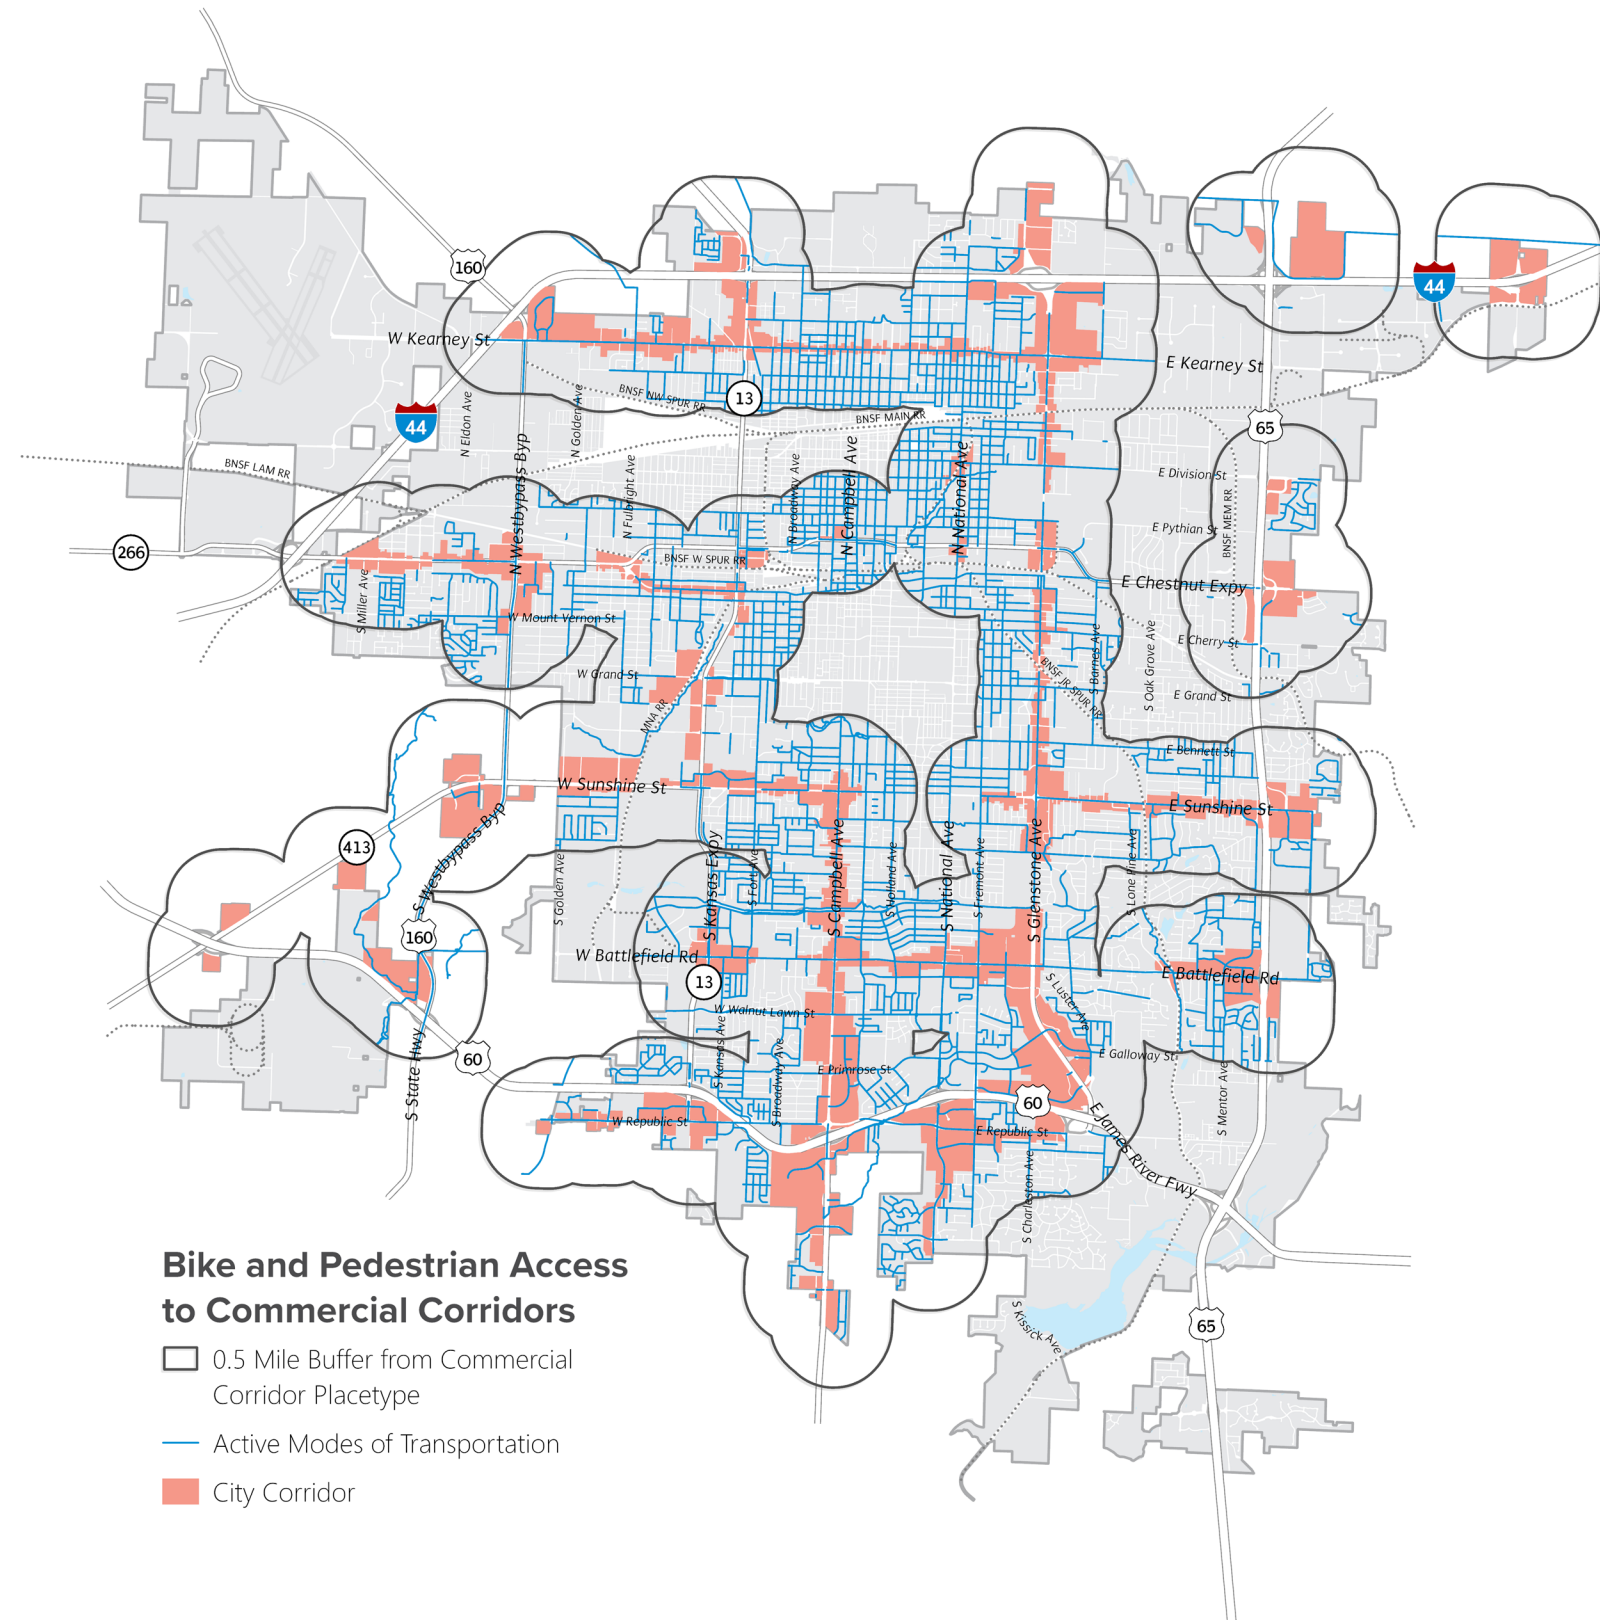 160
44
W Kearney St
E Kearney St
BNSF NW SPUR RR
13
BNSF MAIN RR
44
65
N Eldon Ave
N Golden Ave
N Westbypass Byp
N Fulbright Ave
N Broadway Ave
N Campbell Ave
N National Ave
BNSF LAM RR
E Division St
BNSF MEM RR
E Pythian St
266
BNSF W SPUR RR
E Chestnut Expy
S Miller Ave
W Mount Vernon St
E Cherry St
S Barnes Ave
S Oak Grove Ave
W Grand St
BNSF JR SPUR RR
E Grand St
MNA RR
E Bennett St
W Sunshine St
E Sunshine St
413
S Westbypass Byp
S Golden Ave
S Kansas Expy
S Fort Ave
S Campbell Ave
S Holland Ave
S National Ave
S Fremont Ave
S Glenstone Ave
S Lone Pine Ave
160
W Battlefield Rd
E Battlefield Rd
13
S Luster Ave
W Walnut Lawn St
S State Hwy
60
S Kansas Ave
S Broadway Ave
E Primrose St
E Galloway St
S Mentor Ave
60
W Republic St
E Republic St
E James River Fwy
S Charleston Ave
S Kissick Ave
65
Bike and Pedestrian Access
to Commercial Corridors
0.5 Mile Buffer from Commercial
Corridor Placetype
Active Modes of Transportation
City Corridor